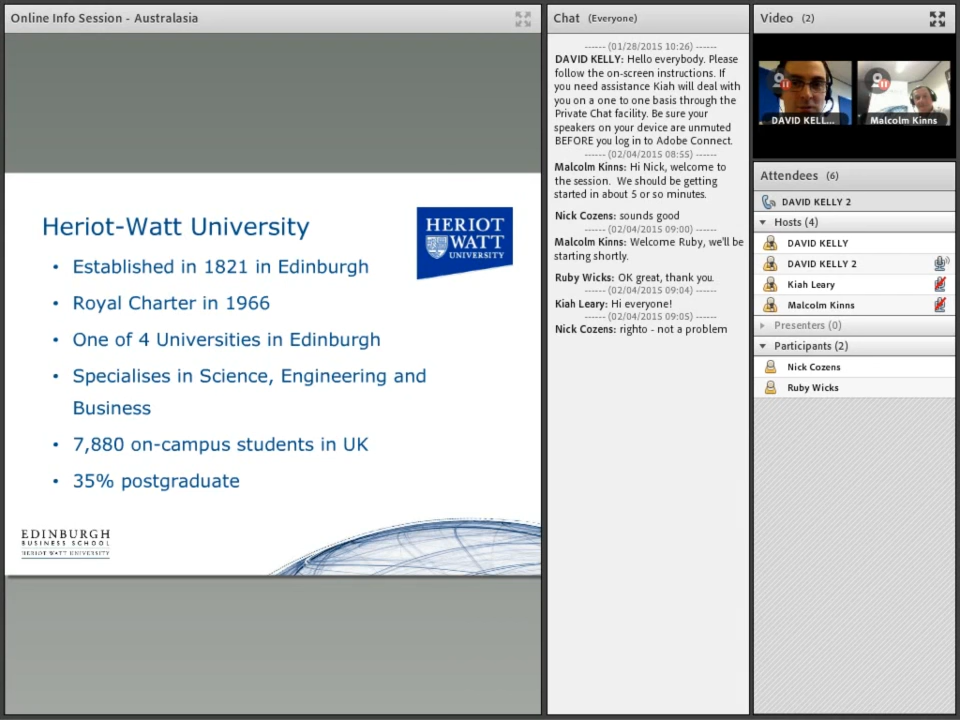 Online Info Session - Australasia
Heriot-Watt University
HERIOT
WATT
UNIVERSITY
• Established in 1821 in Edinburgh
• Royal Charter in 1966
• One of 4 Universities in Edinburgh
• Specialises in Science, Engineering and
Business
• 7,880 on-campus students in UK
• 35% postgraduate
EDINBURGH
BUSINESS SCHOOL
HERIOT WATT UNIVERSITY
Chat (Everyone)
------ (01/28/2015 10:26) ------
DAVID KELLY: Hello everybody. Please
follow the on-screen instructions. If
you need assistance Kiah will deal with
you on a one to one basis through the
Private Chat facility. Be sure your
speakers on your device are unmuted
BEFORE you log in to Adobe Connect.
------ (02/04/2015 08:55) ------
Malcolm Kinns: Hi Nick, welcome to
the session. We should be getting
started in about 5 or so minutes.
Nick Cozens: sounds good
------ (02/04/2015 09:00) ------
Malcolm Kinns: Welcome Ruby, we'll be
starting shortly.
Ruby Wicks: OK great, thank you.
------ (02/04/2015 09:04) ------
Kiah Leary: Hi everyone!
------ (02/04/2015 09:05) ------
Nick Cozens: righto - not a problem
Video (2)
DAVID KELL...
Malcolm Kinns
Attendees (6)
DAVID KELLY 2
Hosts (4)
DAVID KELLY
DAVID KELLY 2
Kiah Leary
Malcolm Kinns
Presenters (0)
Participants (2)
Nick Cozens
Ruby Wicks